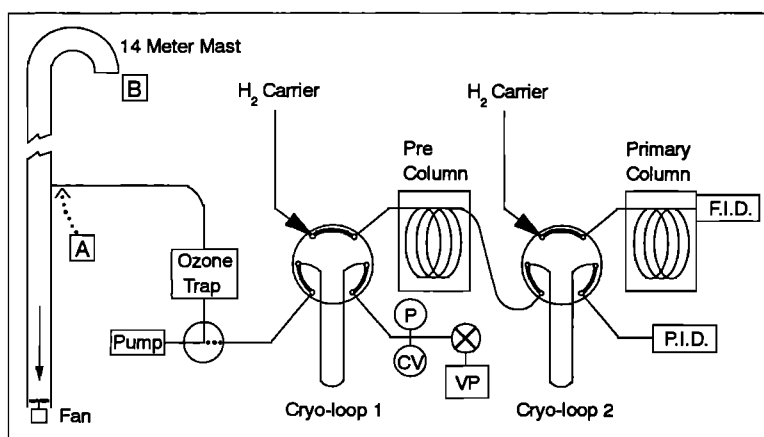 14 Meter Mast
B
H2 Carrier
H2 Carrier
Pre
Column
Primary
Column
F.I.D.
A
Ozone
Trap
Pump
P
CV
VP
P.I.D.
Fan
Cryo-loop 1
Cryo-loop 2